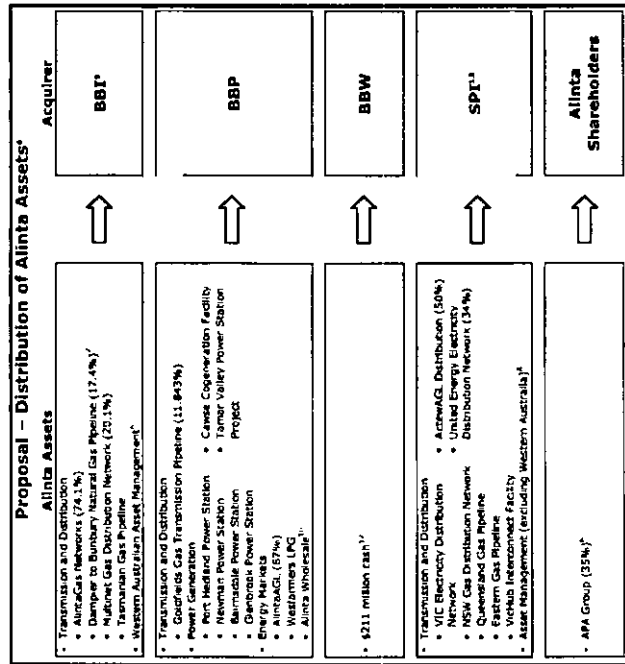 Proposal – Distribution of Alinta Assets
Alinta Assets
Acquirer
• Transmission and Distribution
• AlintaGas Networks (74.1%)
• Dampier to Bunbury Natural Gas Pipeline (17.4%)
• Multinet Gas Distribution Network (20.1%)
• Tasmanian Gas Pipeline
• Western Australian Asset Management
BBI
• Transmission and Distribution
• Goldfields Gas Transmission Pipeline (11.843%)
• Power Generation
• Port Hedland Power Station
• Newman Power Station
• Bairnsdale Power Station
• Glenbrook Power Station
• Cawse Cogeneration Facility
• Tamar Valley Power Station
Project
• Energy Markets
• AlintaAGL (67%)
• Wesfarmers LPG
• Alinta Wholesale
BBP
• $211 million cash
BBW
• Transmission and Distribution
• VIC Electricity Distribution
Network
• NSW Gas Distribution Network
• Queensland Gas Pipeline
• Eastern Gas Pipeline
• VicHub Interconnect Facility
• ActewAGL Distribution (50%)
• United Energy Electricity
Distribution Network (34%)
• Asset Management (excluding Western Australia)
SPI
• APA Group (35%)
Alinta
Shareholders